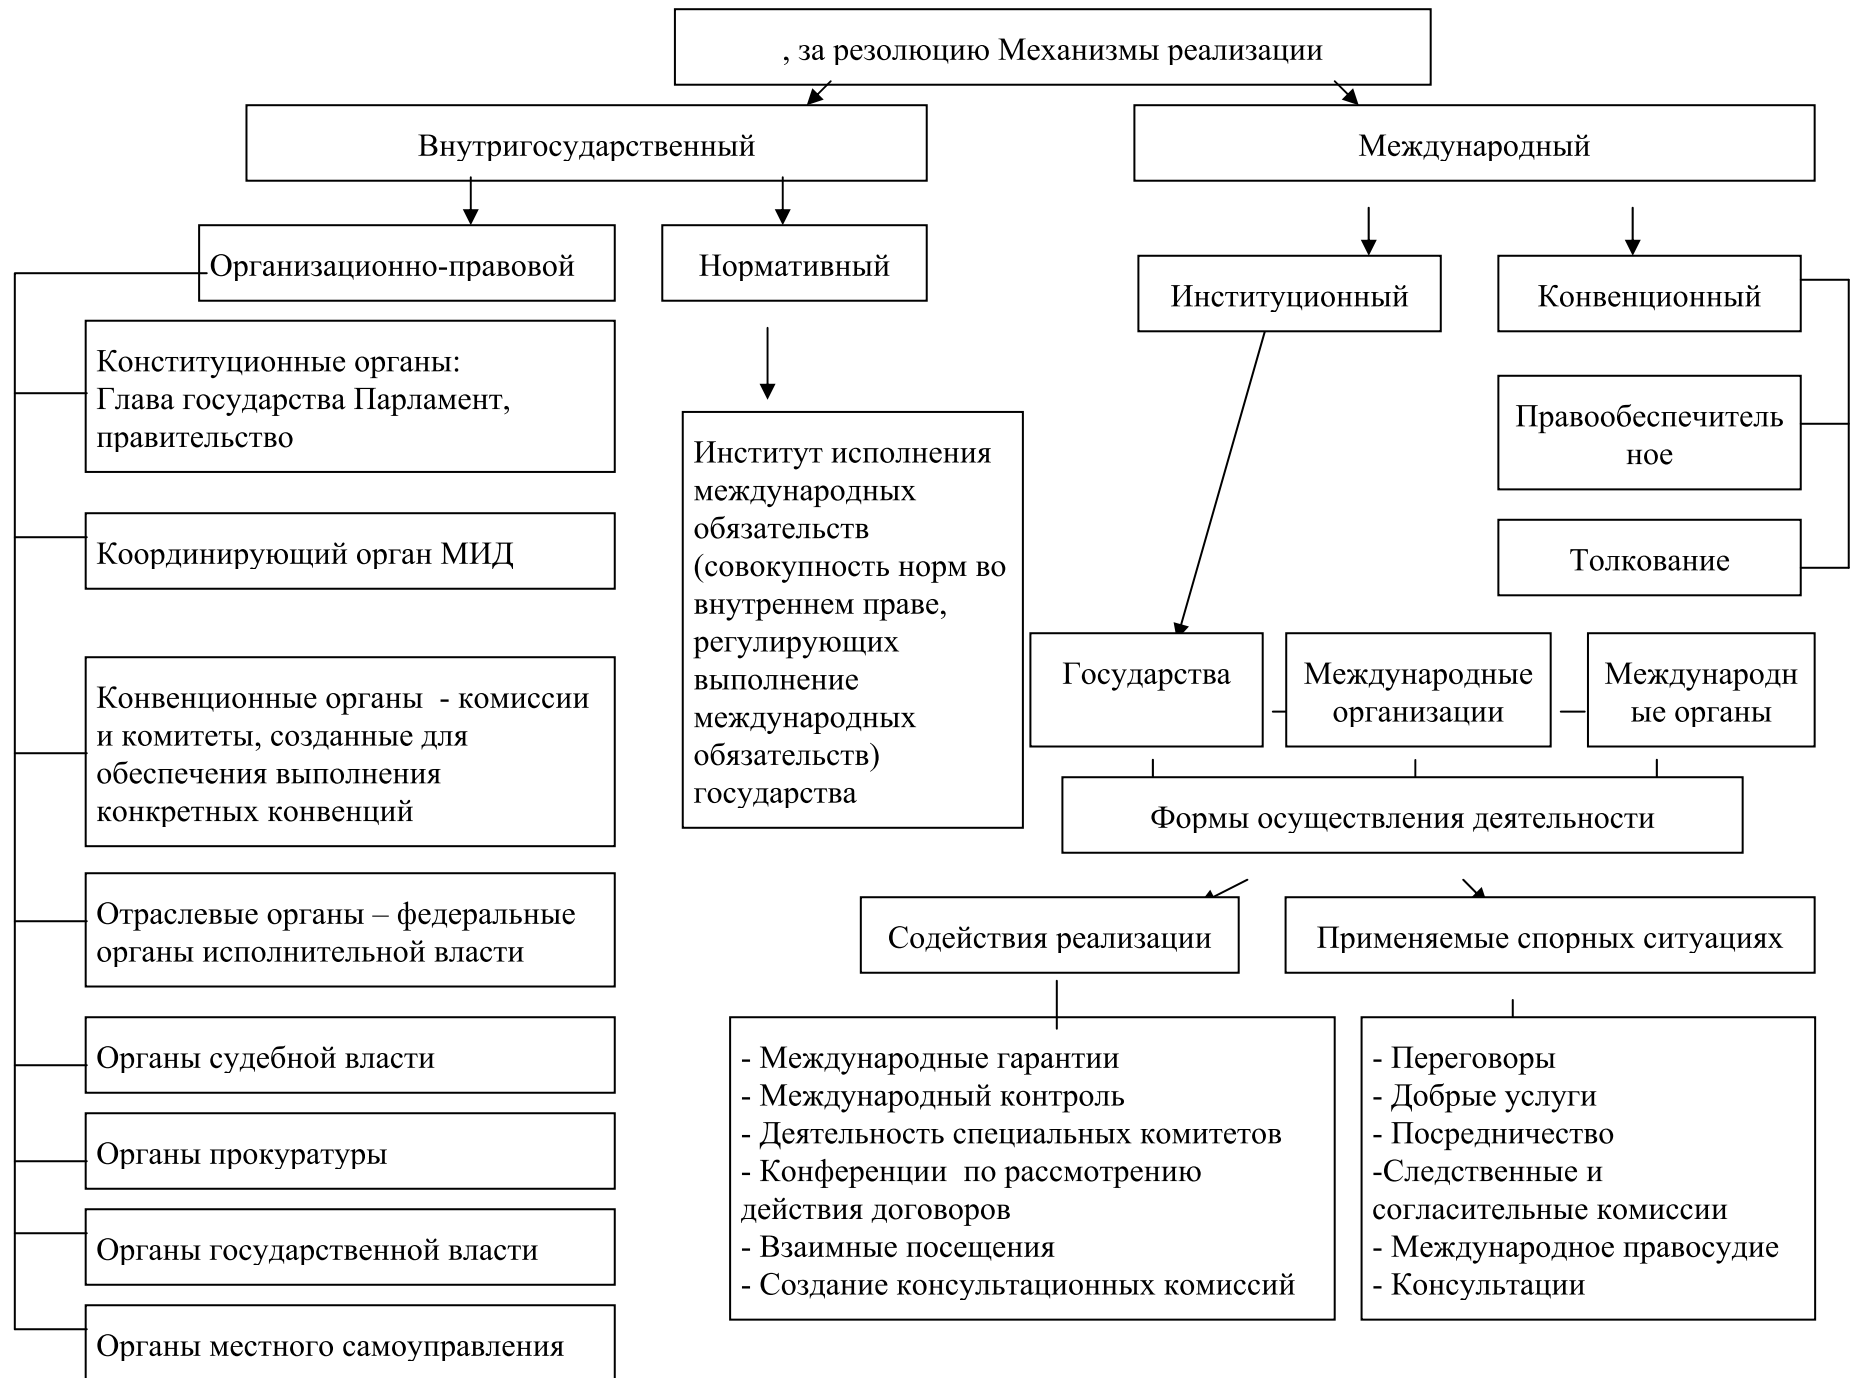 , за резолюцию Механизмы реализации
Внутригосударственный
Международный
Организационно-правовой
Нормативный
Институционный
Конвенционный
Конституционные органы:
Глава государства Парламент,
правительство
Координирующий орган МИД
Конвенционные органы - комиссии
и комитеты, созданные для
обеспечения выполнения
конкретных конвенций
Отраслевые органы – федеральные
органы исполнительной власти
Органы судебной власти
Органы прокуратуры
Органы государственной власти
Органы местного самоуправления
Институт исполнения
международных
обязательств
(совокупность норм во
внутреннем праве,
регулирующих
выполнение
международных
обязательств)
государства
Правообеспечитель
ное
Толкование
Государства
Международные
организации
Международн
ые органы
Формы осуществления деятельности
Содействия реализации
Применяемые спорных ситуациях
- Международные гарантии
- Международный контроль
- Деятельность специальных комитетов
- Конференции по рассмотрению
действия договоров
- Взаимные посещения
- Создание консультационных комиссий
- Переговоры
- Добрые услуги
- Посредничество
-Следственные и
согласительные комиссии
- Международное правосудие
- Консультации